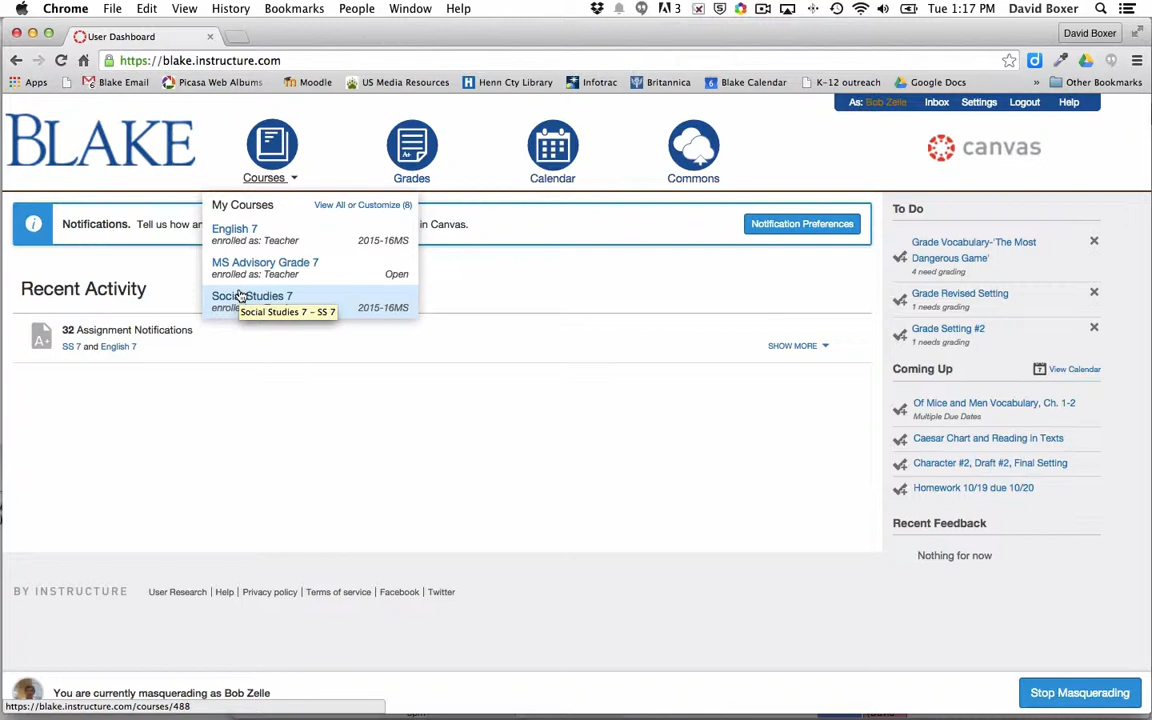 Chrome File Edit View History Bookmarks People Window Help 3 Tue 1:17 PM David Boxer
User Dashboard David Boxer
https://blake.instructure.com
Apps Blake Email Picasa Web Albums Moodle US Media Resources Henn Cty Library Infotrac Britannica Blake Calendar K-12 outreach Google Docs » Other Bookmarks
As: Bob Zelle Inbox Settings Logout Help
BLAKE
Courses
Grades
Calendar
Commons
canvas
My Courses View All or Customize (8)
English 7
enrolled as: Teacher 2015-16MS
MS Advisory Grade 7
enrolled as: Teacher Open
Social Studies 7
2015-16MS
Social Studies 7 - SS 7
Notifications. Tell us how in Canvas.
Notification Preferences
Recent Activity
32 Assignment Notifications
SS 7 and English 7
SHOW MORE
To Do
Grade Vocabulary-'The Most
Dangerous Game'
4 need grading
Grade Revised Setting
1 needs grading
Grade Setting #2
1 needs grading
Coming Up View Calendar
Of Mice and Men Vocabulary, Ch. 1-2
Multiple Due Dates
Caesar Chart and Reading in Texts
Character #2, Draft #2, Final Setting
Homework 10/19 due 10/20
Recent Feedback
Nothing for now
BY INSTRUCTURE User Research | Help | Privacy policy | Terms of service | Facebook | Twitter
You are currently masquerading as Bob Zelle
Stop Masquerading
https://blake.instructure.com/courses/488